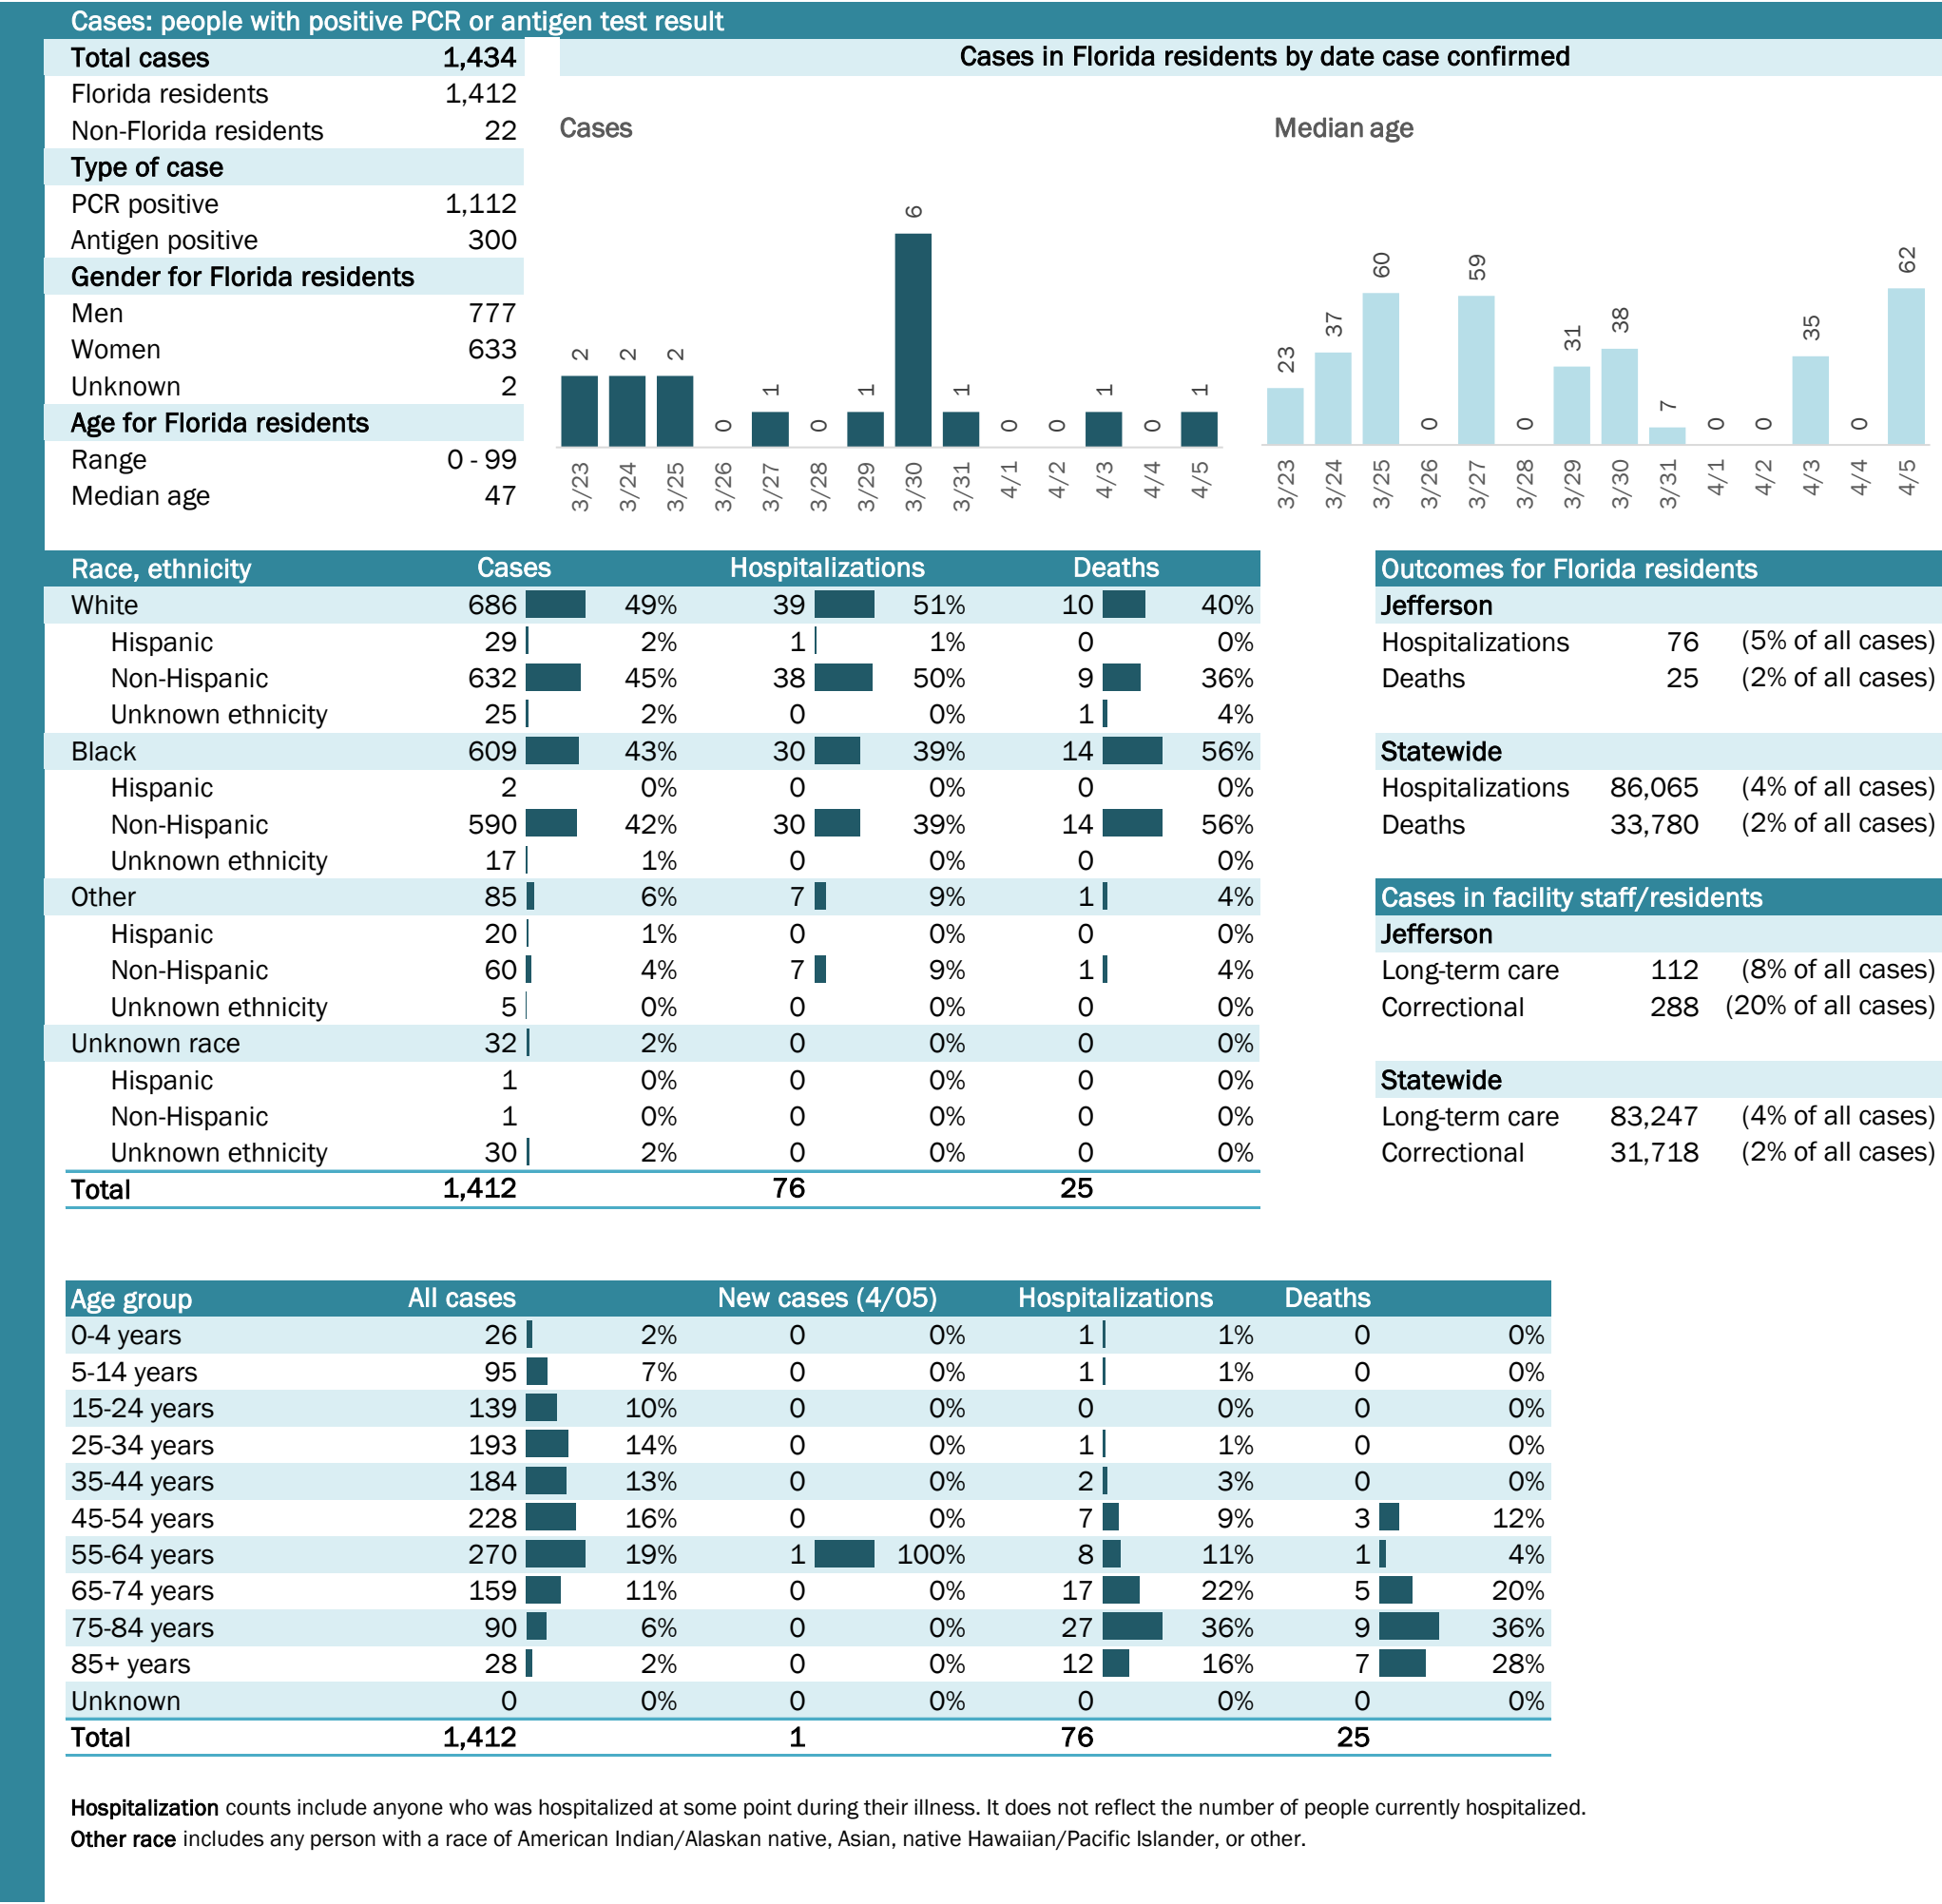 Cases: people with positive PCR or antigen test result
Total cases 1,434
Florida residents 1,412
Non-Florida residents 22
Type of case
PCR positive 1,112
Antigen positive 300
Gender for Florida residents
Men 777
Women 633
Unknown 2
Age for Florida residents
Range 0 - 99
Median age 47
Cases in Florida residents by date case confirmed
Cases
2 2 2 0 1 0 1 6 1 0 0 1 0 1
3/23 3/24 3/25 3/26 3/27 3/28 3/29 3/30 3/31 4/1 4/2 4/3 4/4 4/5
Median age
23 37 60 0 59 0 31 38 7 0 0 35 0 62
3/23 3/24 3/25 3/26 3/27 3/28 3/29 3/30 3/31 4/1 4/2 4/3 4/4 4/5
Race, ethnicity Cases Hospitalizations Deaths
White 686 49% 39 51% 10 40%
Hispanic 29 2% 1 1% 0 0%
Non-Hispanic 632 45% 38 50% 9 36%
Unknown ethnicity 25 2% 0 0% 1 4%
Black 609 43% 30 39% 14 56%
Hispanic 2 0% 0 0% 0 0%
Non-Hispanic 590 42% 30 39% 14 56%
Unknown ethnicity 17 1% 0 0% 0 0%
Other 85 6% 7 9% 1 4%
Hispanic 20 1% 0 0% 0 0%
Non-Hispanic 60 4% 7 9% 1 4%
Unknown ethnicity 5 0% 0 0% 0 0%
Unknown race 32 2% 0 0% 0 0%
Hispanic 1 0% 0 0% 0 0%
Non-Hispanic 1 0% 0 0% 0 0%
Unknown ethnicity 30 2% 0 0% 0 0%
Total 1,412 76 25
Outcomes for Florida residents
Jefferson
Hospitalizations 76 (5% of all cases)
Deaths 25 (2% of all cases)
Statewide
Hospitalizations 86,065 (4% of all cases)
Deaths 33,780 (2% of all cases)
Cases in facility staff/residents
Jefferson
Long-term care 112 (8% of all cases)
Correctional 288 (20% of all cases)
Statewide
Long-term care 83,247 (4% of all cases)
Correctional 31,718 (2% of all cases)
Age group All cases New cases (4/05) Hospitalizations Deaths
0-4 years 26 2% 0 0% 1 1% 0 0%
5-14 years 95 7% 0 0% 1 1% 0 0%
15-24 years 139 10% 0 0% 0 0% 0 0%
25-34 years 193 14% 0 0% 1 1% 0 0%
35-44 years 184 13% 0 0% 2 3% 0 0%
45-54 years 228 16% 0 0% 7 9% 3 12%
55-64 years 270 19% 1 100% 8 11% 1 4%
65-74 years 159 11% 0 0% 17 22% 5 20%
75-84 years 90 6% 0 0% 27 36% 9 36%
85+ years 28 2% 0 0% 12 16% 7 28%
Unknown 0 0% 0 0% 0 0% 0 0%
Total 1,412 1 76 25
Hospitalization counts include anyone who was hospitalized at some point during their illness. It does not reflect the number of people currently hospitalized.
Other race includes any person with a race of American Indian/Alaskan native, Asian, native Hawaiian/Pacific Islander, or other.